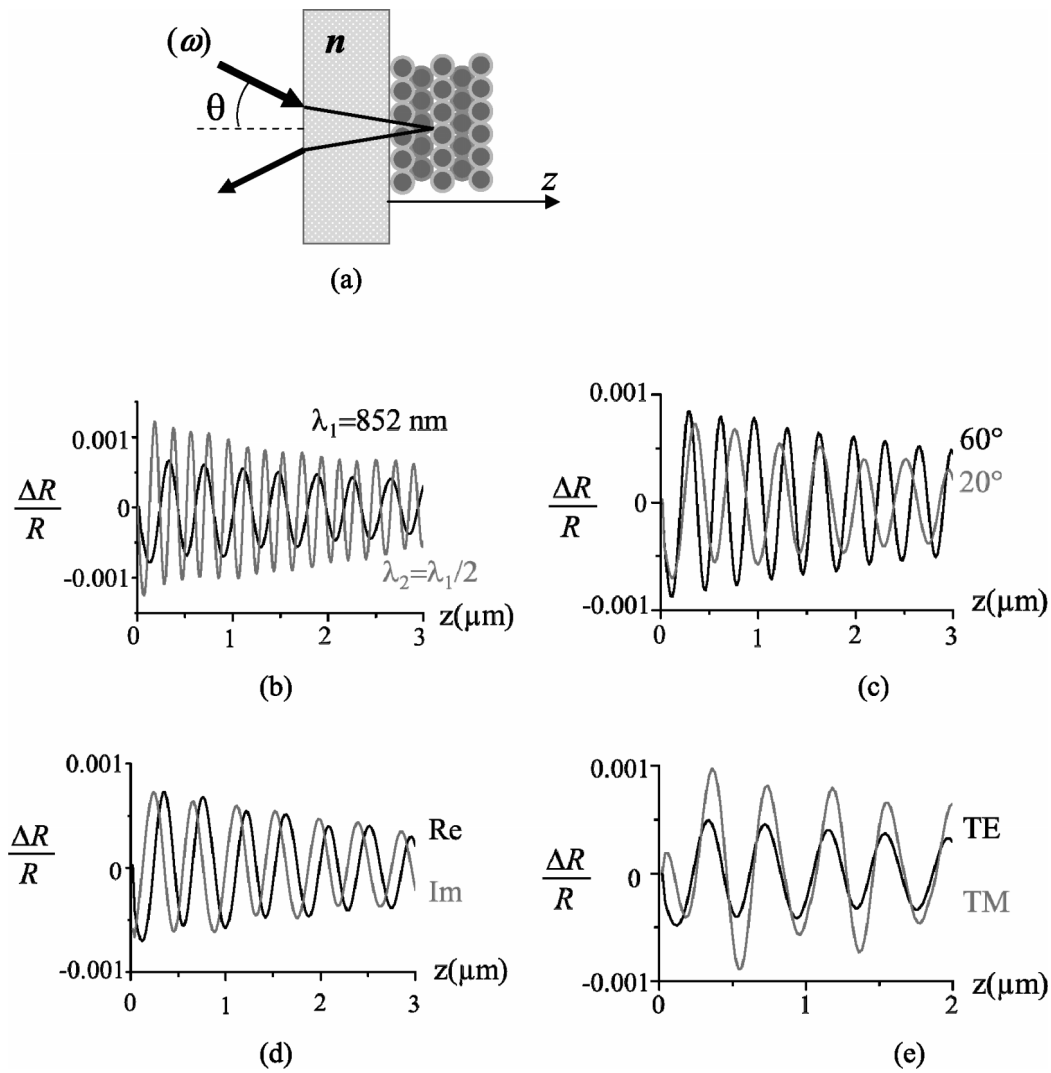 (ω)
n
θ
z
(a)
0.001
0
-0.001
ΔR
R
λ₁=852 nm
λ₂=λ₁/2
0 1 2 3
z(μm)
(b)
0.001
0
-0.001
ΔR
R
60°
20°
0 1 2 3
z(μm)
(c)
0.001
0
-0.001
ΔR
R
Re
Im
0 1 2 3
z(μm)
(d)
0.001
0
-0.001
ΔR
R
TE
TM
0 1 2
z(μm)
(e)